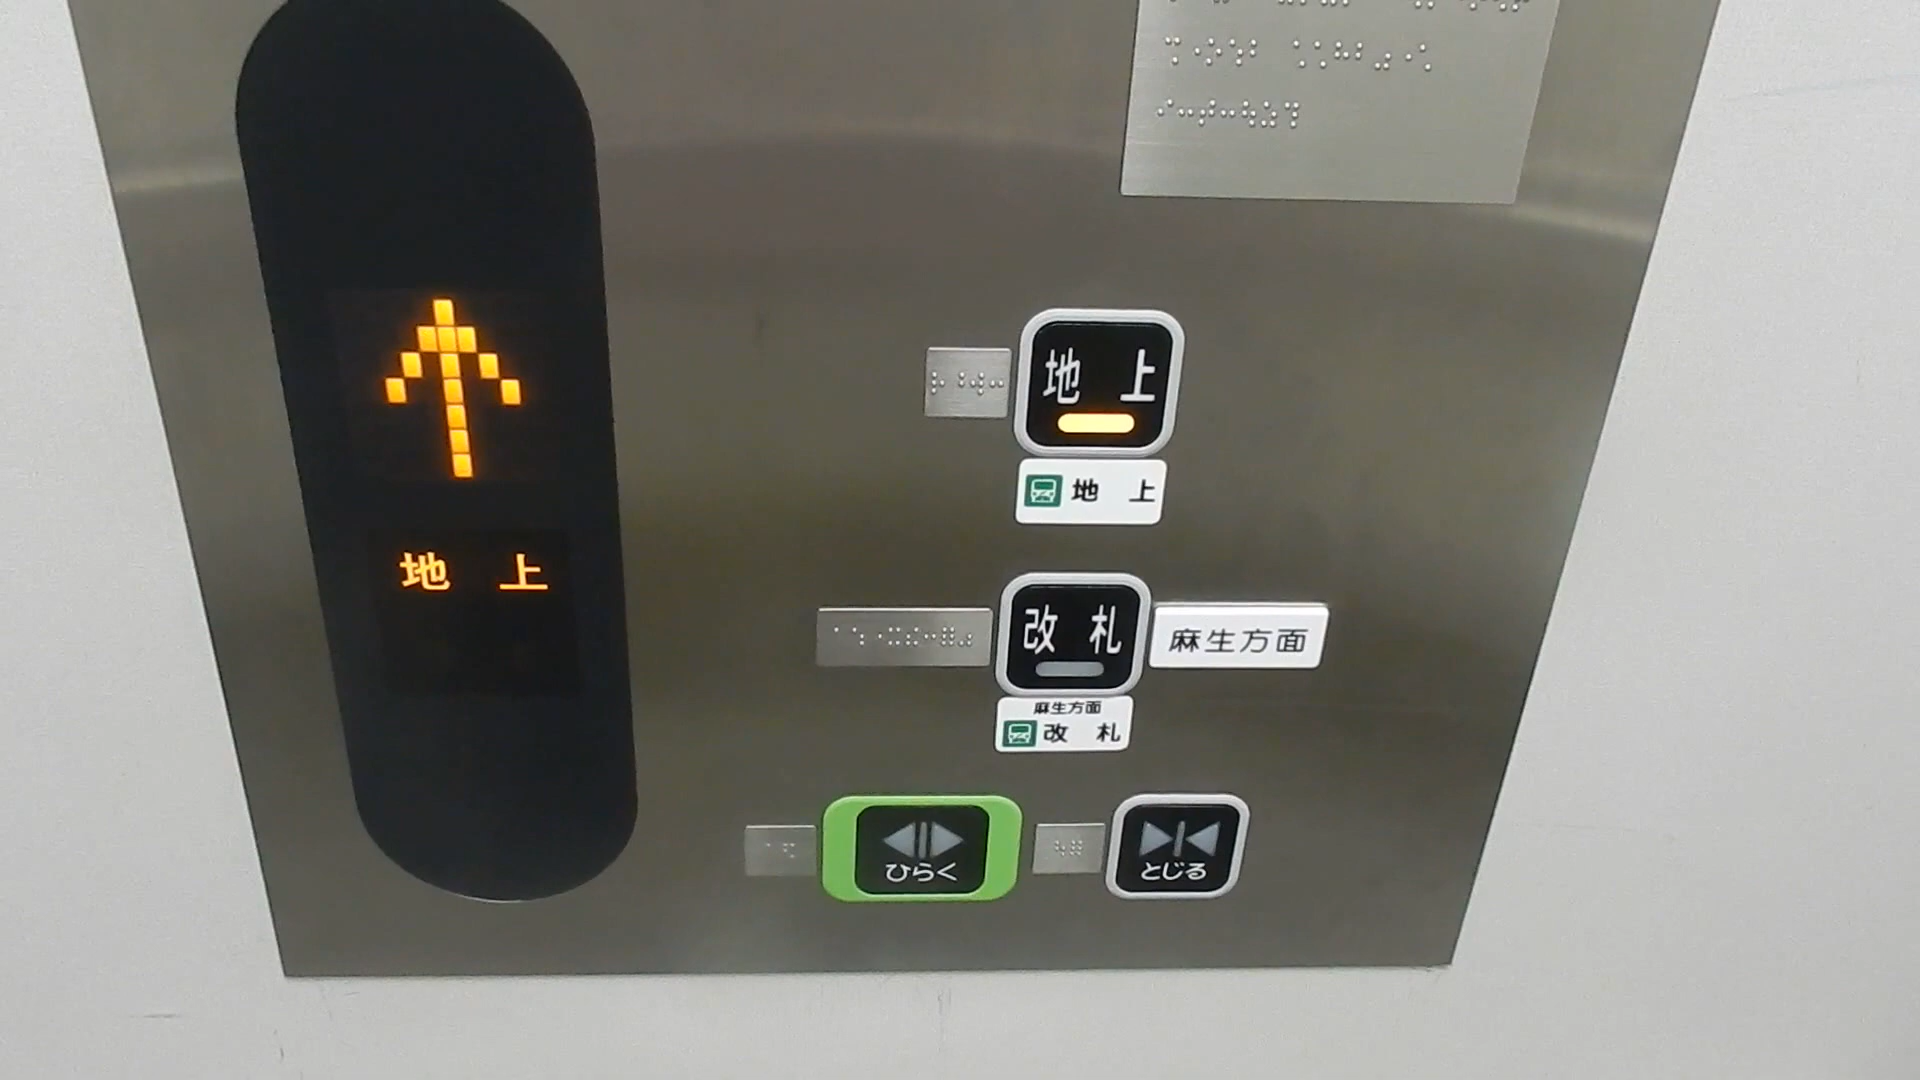 地 上
地 上
地 上
改 札
麻生方面
麻生方面
改 札
ひらく
とじる